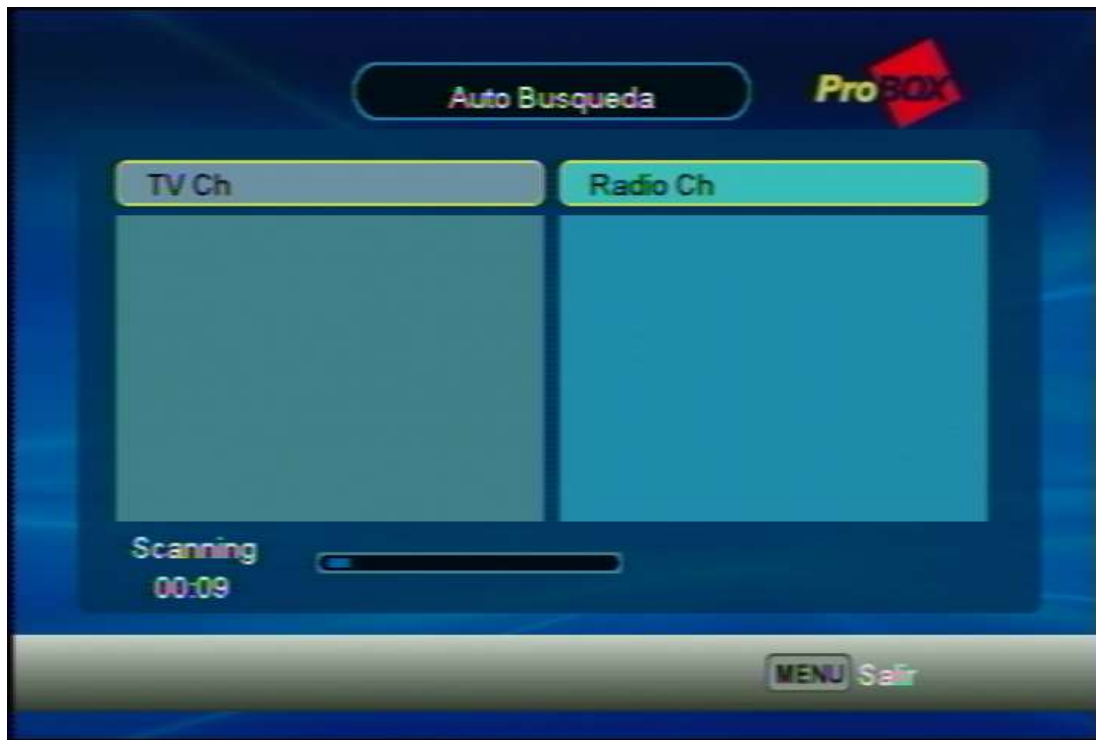 Auto Busqueda
ProBOX
TV Ch
Radio Ch
Scanning
00:09
MENU Salir